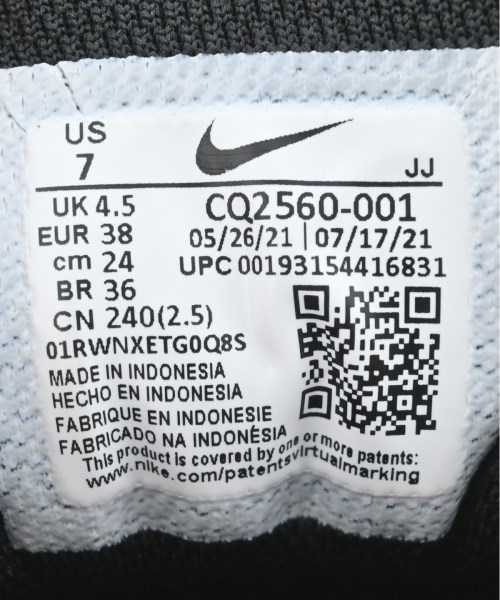 US
7
JJ
UK 4.5
EUR 38
cm 24
BR 36
CN 240(2.5)
CQ2560-001
05/26/21 | 07/17/21
UPC 00193154416831
01RWNXETG0Q8S
MADE IN INDONESIA
HECHO EN INDONESIA
FABRIQUE EN INDONESIE
FABRICADO NA INDONÉSIA
This product is covered by one or more patents:
www.nike.com/patentsvirtualmarking